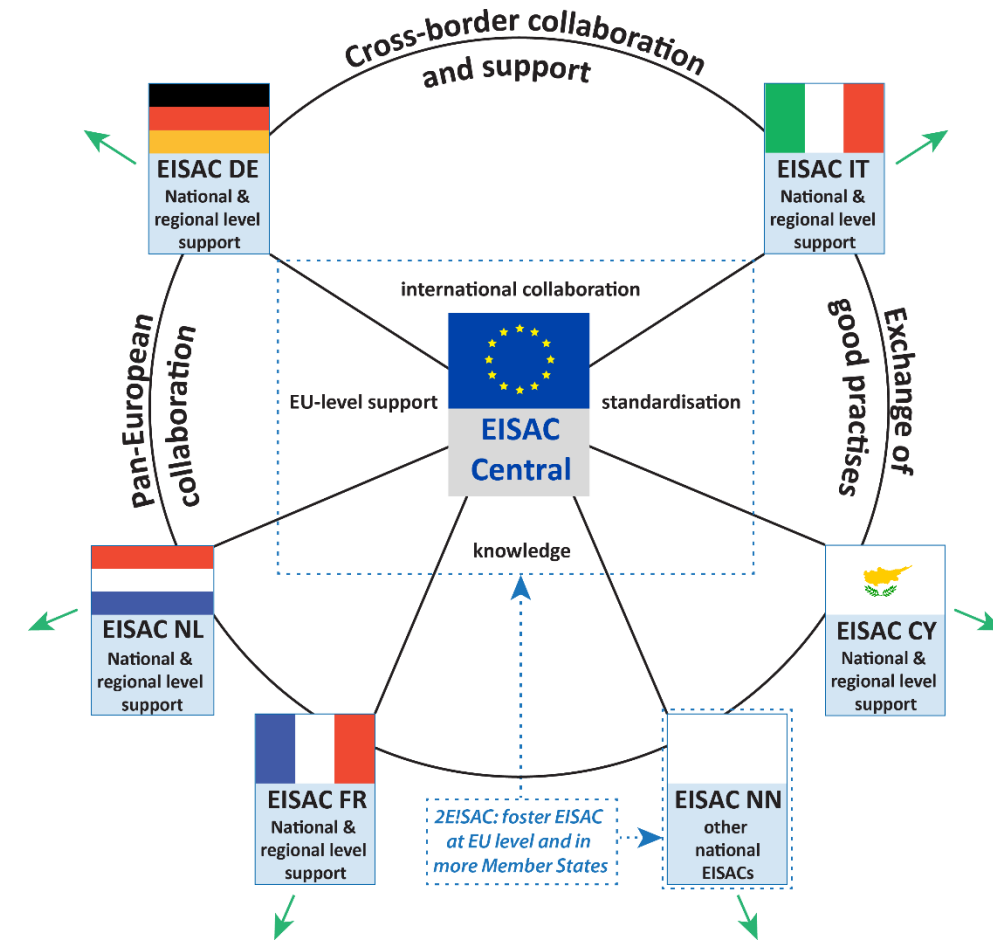 Cross-border collaboration
and support
EISAC DE
National &
regional level
support
EISAC IT
National &
regional level
support
Pan-European
collaboration
international collaboration
EU-level support
standardisation
EISAC
Central
knowledge
Exchange of
good practises
EISAC NL
National &
regional level
support
EISAC CY
National &
regional level
support
EISAC FR
National &
regional level
support
2E!SAC: foster EISAC
at EU level and in
more Member States
EISAC NN
other
national
EISACs